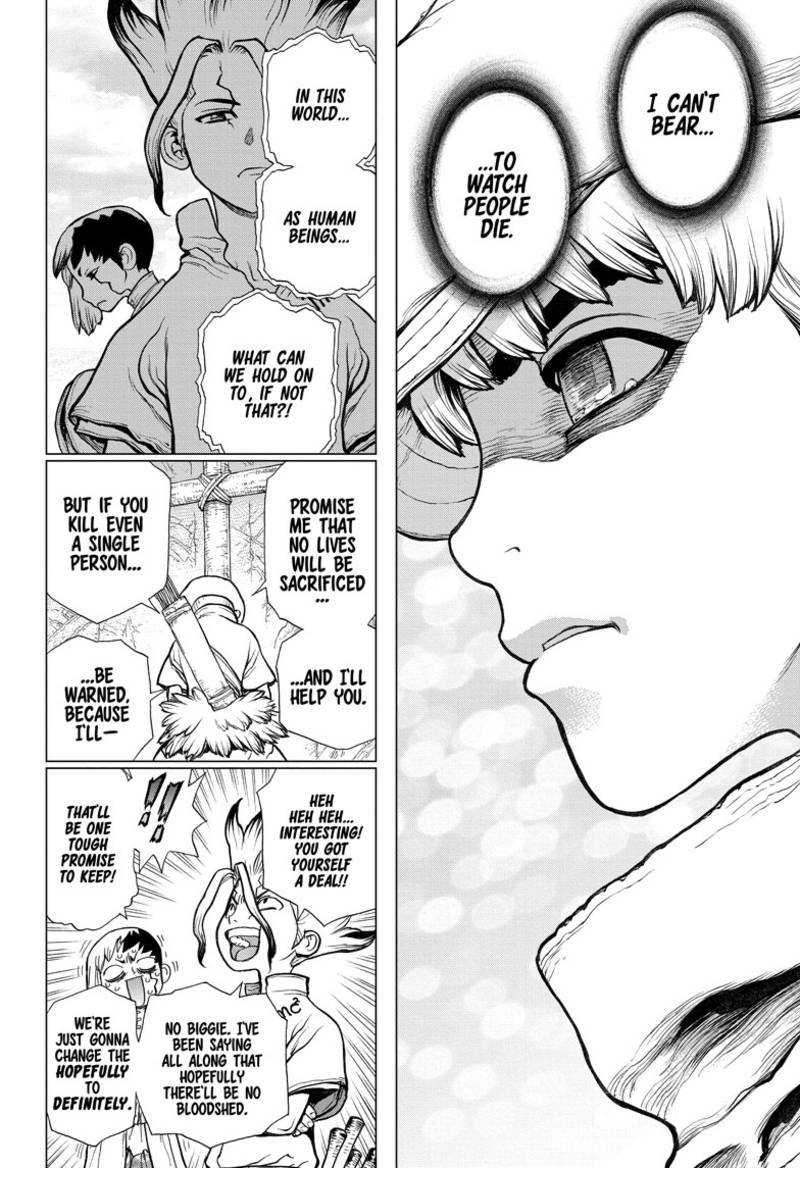 I CAN'T
BEAR...
...TO
WATCH
PEOPLE
DIE.
IN THIS
WORLD...
AS HUMAN
BEINGS...
WHAT CAN
WE HOLD ON
TO, IF NOT
THAT?!
PROMISE
ME THAT
NO LIVES
WILL BE
SACRIFICED
...
...AND I'LL
HELP YOU.
BUT IF YOU
KILL EVEN
A SINGLE
PERSON...
...BE
WARNED,
BECAUSE
I'LL—
HEH
HEH HEH...
INTERESTING!
YOU GOT
YOURSELF
A DEAL!!
!!
THAT'LL
BE ONE
TOUGH
PROMISE
TO KEEP!
NO BIGGIE. I'VE
BEEN SAYING
ALL ALONG THAT
HOPEFULLY
THERE'LL BE NO
BLOODSHED.
WE'RE
JUST GONNA
CHANGE THE
HOPEFULLY
TO
DEFINITELY.